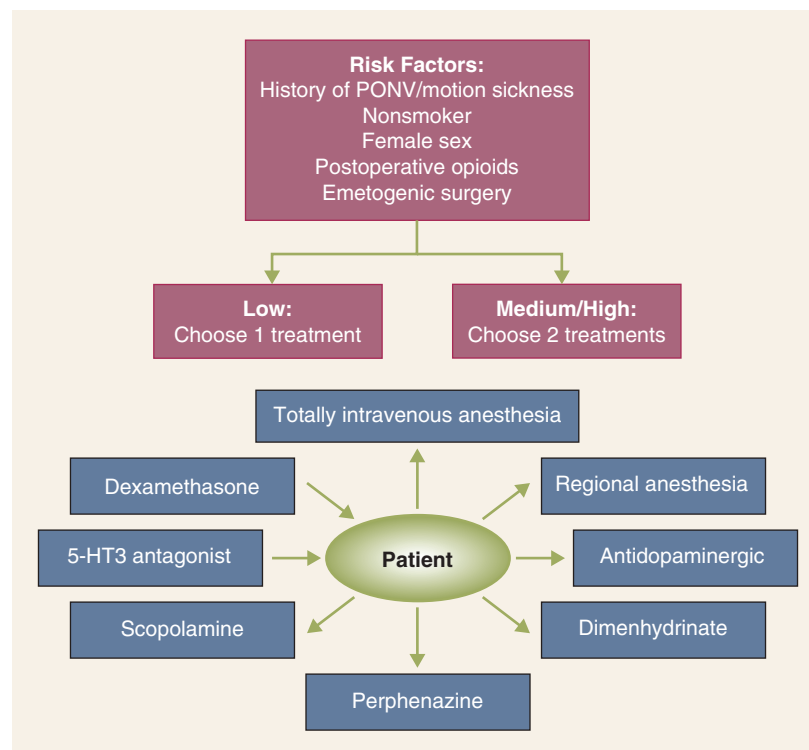 Risk Factors:
History of PONV/motion sickness
Nonsmoker
Female sex
Postoperative opioids
Emetogenic surgery
Low:
Choose 1 treatment
Medium/High:
Choose 2 treatments
Totally intravenous anesthesia
Dexamethasone
Regional anesthesia
5-HT3 antagonist
Patient
Antidopaminergic
Scopolamine
Dimenhydrinate
Perphenazine